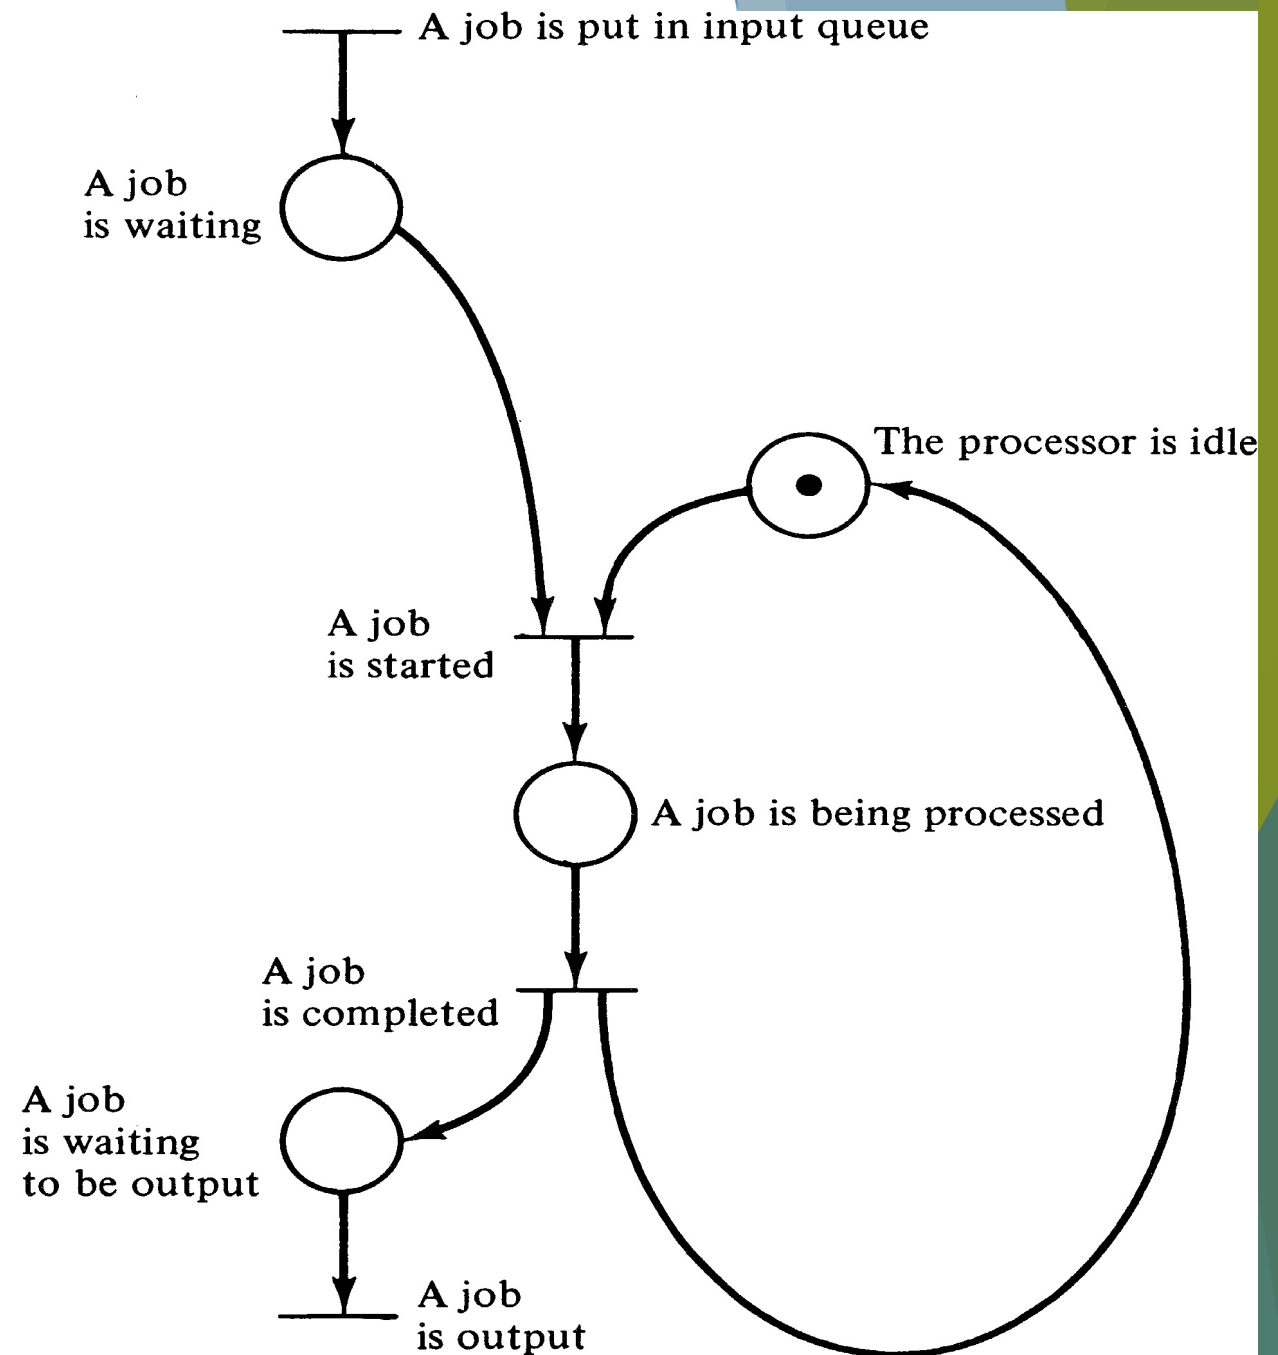 A job is put in input queue
A job
is waiting
The processor is idle
A job
is started
A job is being processed
A job
is completed
A job
is waiting
to be output
A job
is output